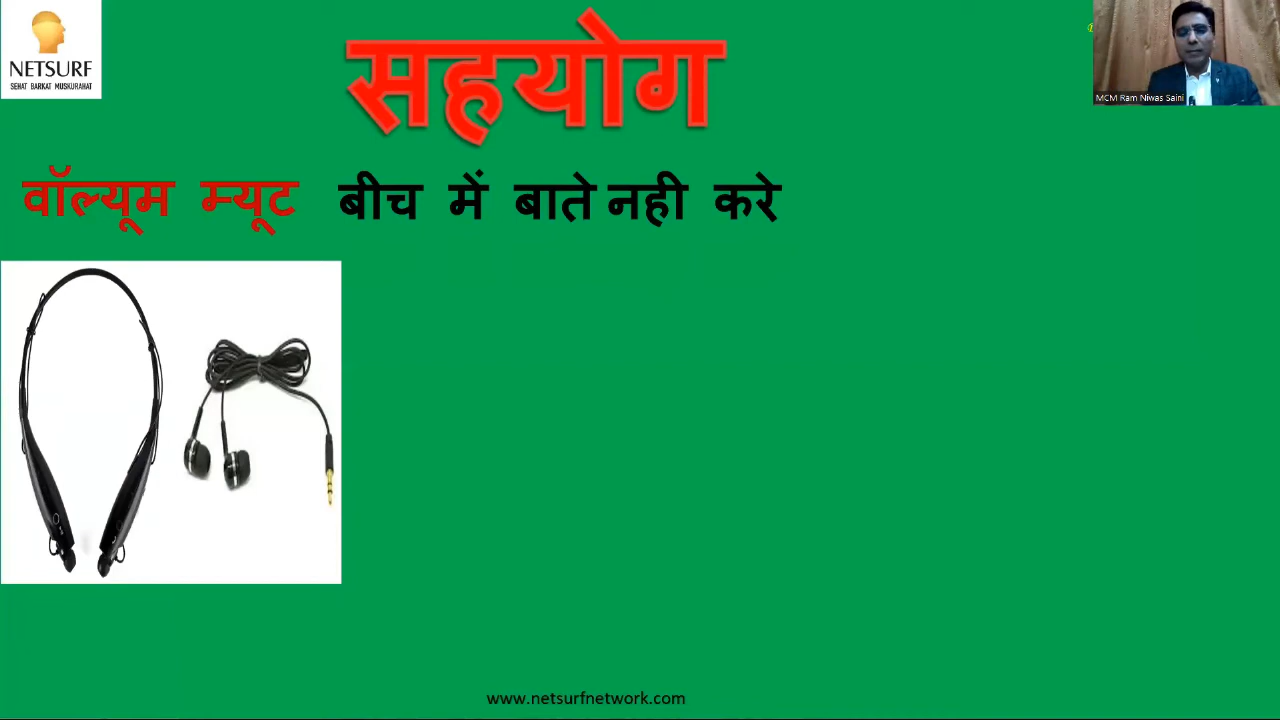 NETSURF
SEHAT BARKAT MUSKURAHAT
सहयोग
MCM Ram Niwas Saini
वॉल्यूम म्यूट बीच में बाते नही करे
www.netsurfnetwork.com